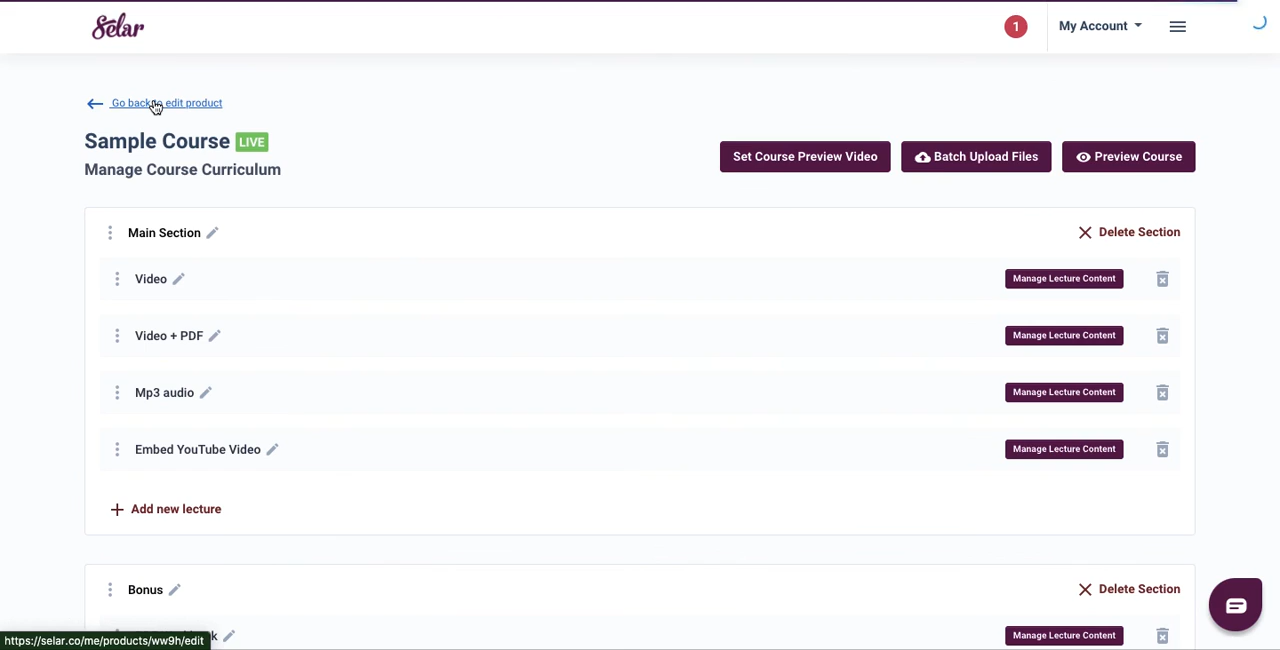 Selar
1
My Account
Go back to edit product
Sample Course LIVE
Manage Course Curriculum
Set Course Preview Video
Batch Upload Files
Preview Course
Main Section
Delete Section
Video
Manage Lecture Content
Video + PDF
Manage Lecture Content
Mp3 audio
Manage Lecture Content
Embed YouTube Video
Manage Lecture Content
Add new lecture
Bonus
Delete Section
Manage Lecture Content
https://selar.co/me/products/ww9h/edit